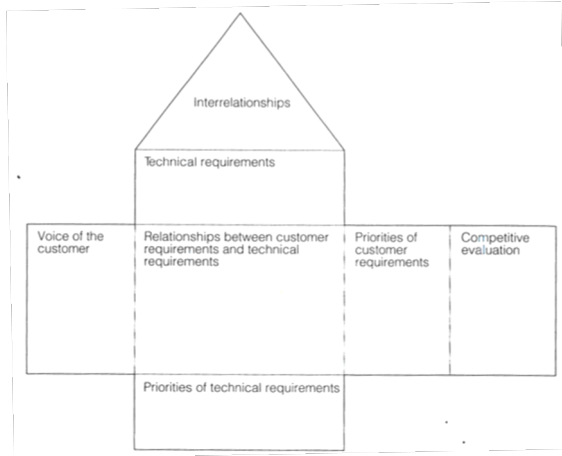 Interrelationships
Technical requirements
Voice of the
customer
Relationships between customer
requirements and technical
requirements
Priorities of
customer
requirements
Competitive
evaluation
Priorities of technical requirements